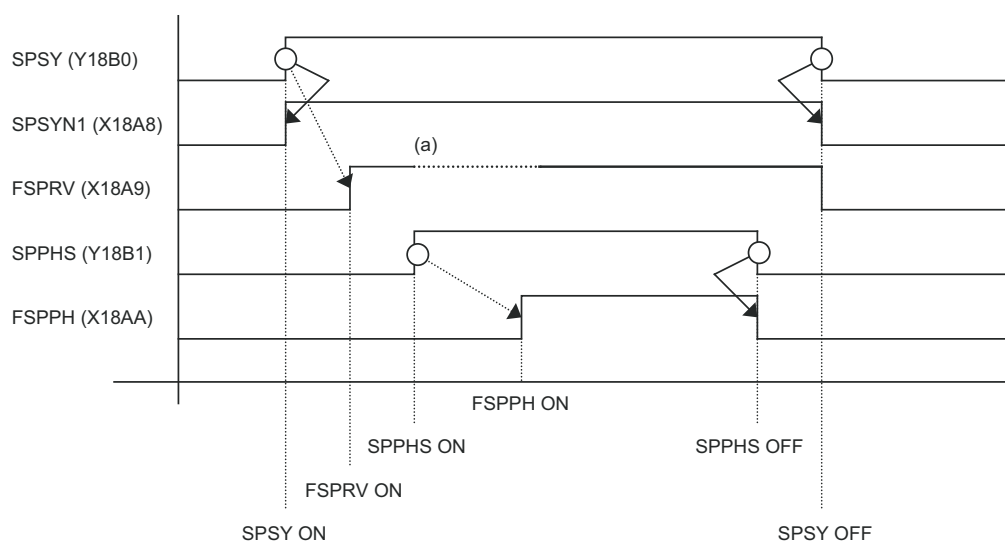 SPSY (Y18B0)
SPSYN1 (X18A8)
(a)
FSPRV (X18A9)
SPPHS (Y18B1)
FSPPH (X18AA)
FSPPH ON
SPPHS ON
SPPHS OFF
FSPRV ON
SPSY ON
SPSY OFF